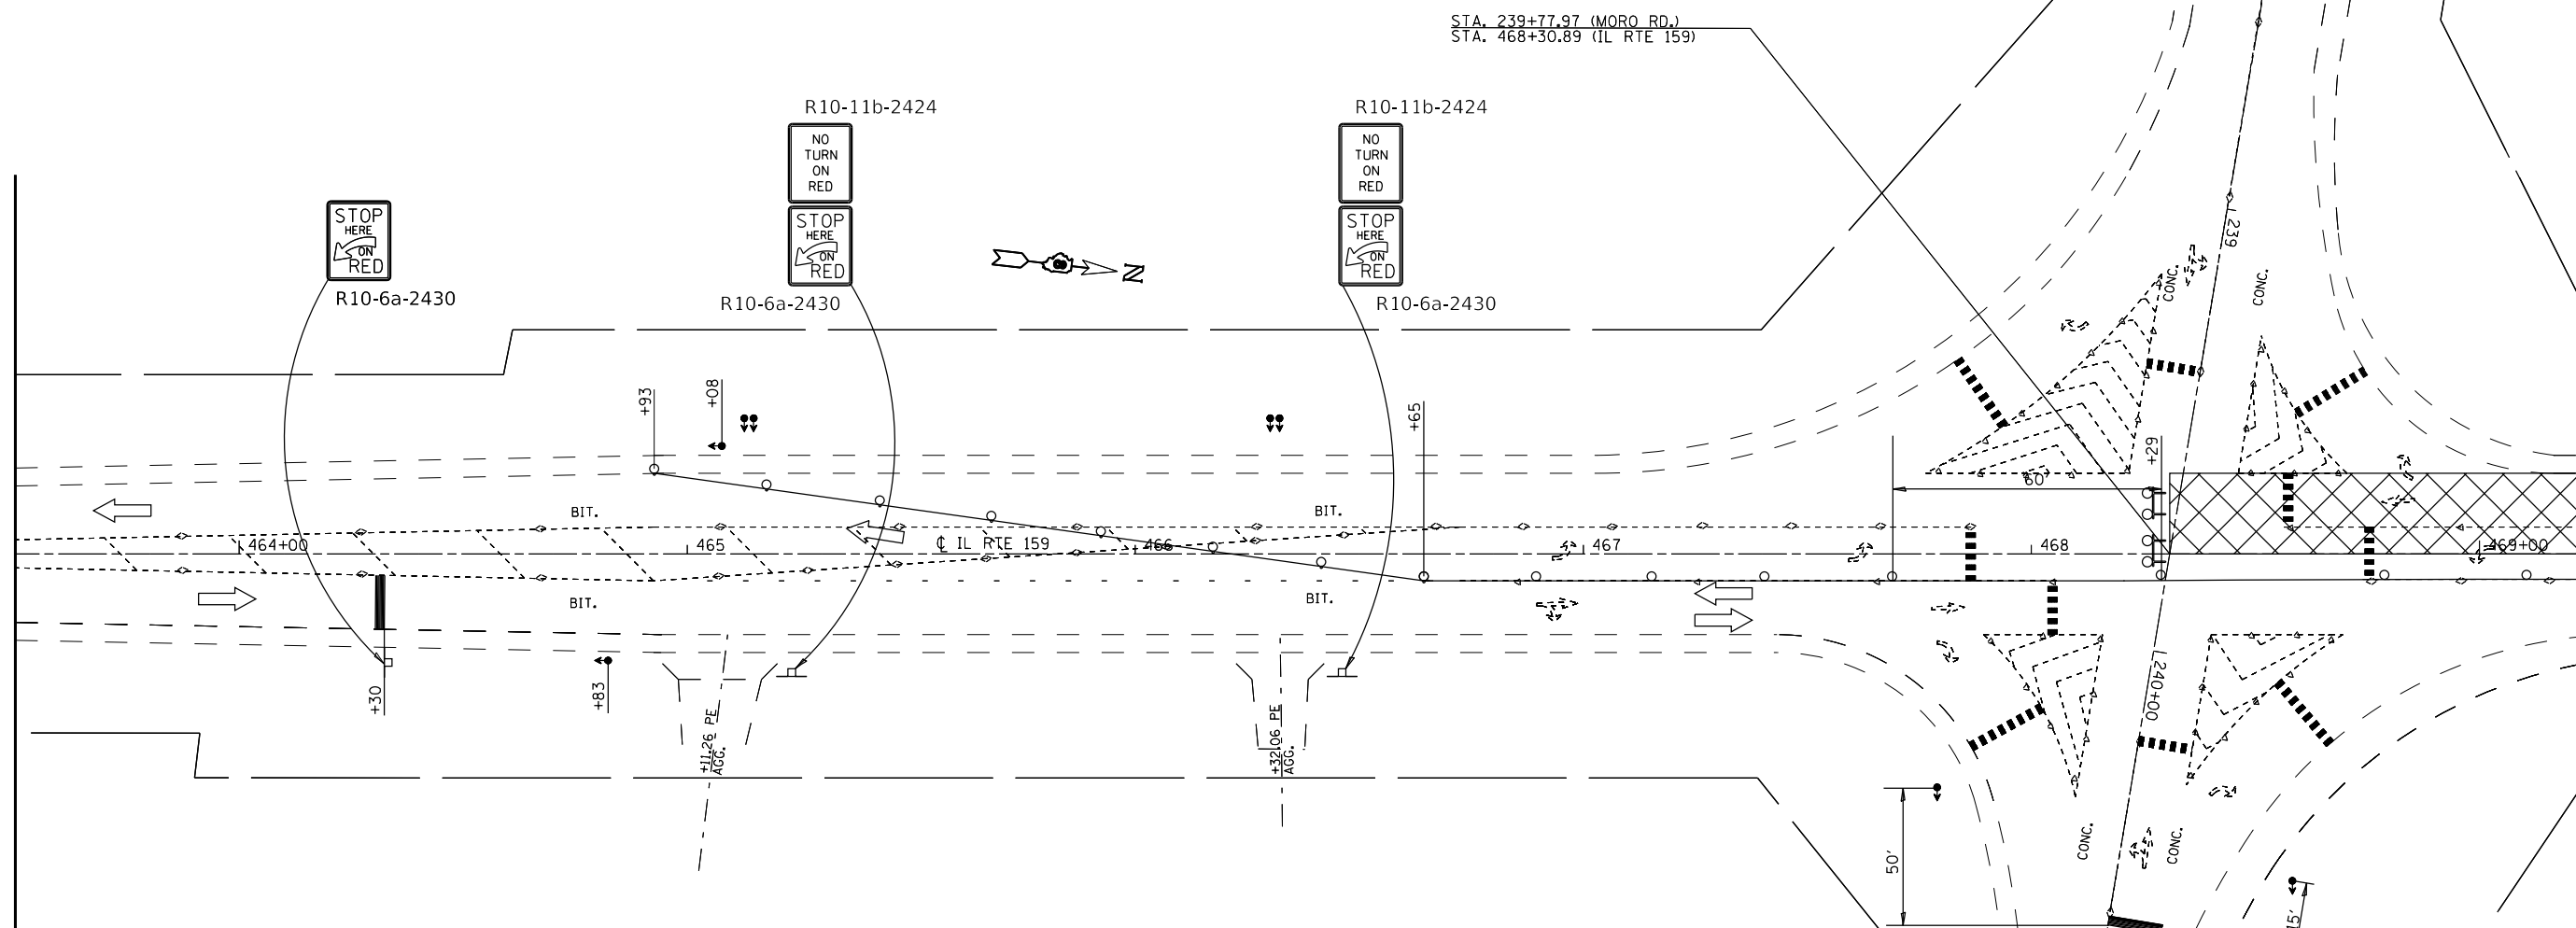 STA. 239+77.97 (MORO RD.)
STA. 468+30.89 (IL RTE 159)
R10-11b-2424
NO
TURN
ON
RED
STOP
HERE
ON
RED
R10-6a-2430
R10-11b-2424
NO
TURN
ON
RED
STOP
HERE
ON
RED
R10-6a-2430
STOP
HERE
ON
RED
R10-6a-2430
N
239
CONC.
CONC.
+93
+08
+65
+29
60'
BIT.
BIT.
464+00
465
℄ IL RTE 159
466
467
468
469+00
BIT.
BIT.
+30
+83
+11.26 PE
AGG.
+32.06 PE
AGG.
240+00
50'
CONC.
CONC.